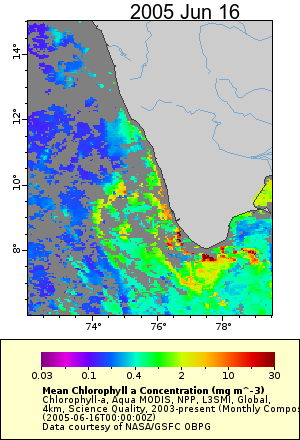 2005 Jun 16
14°
12°
10°
8°
74° 76° 78°
0.03 0.1 0.4 2 10 30
Mean Chlorophyll a Concentration (mg m^-3)
Chlorophyll-a, Aqua MODIS, NPP, L3SMI, Global,
4km, Science Quality, 2003-present (Monthly Compos
(2005-06-16T00:00:00Z)
Data courtesy of NASA/GSFC OBPG